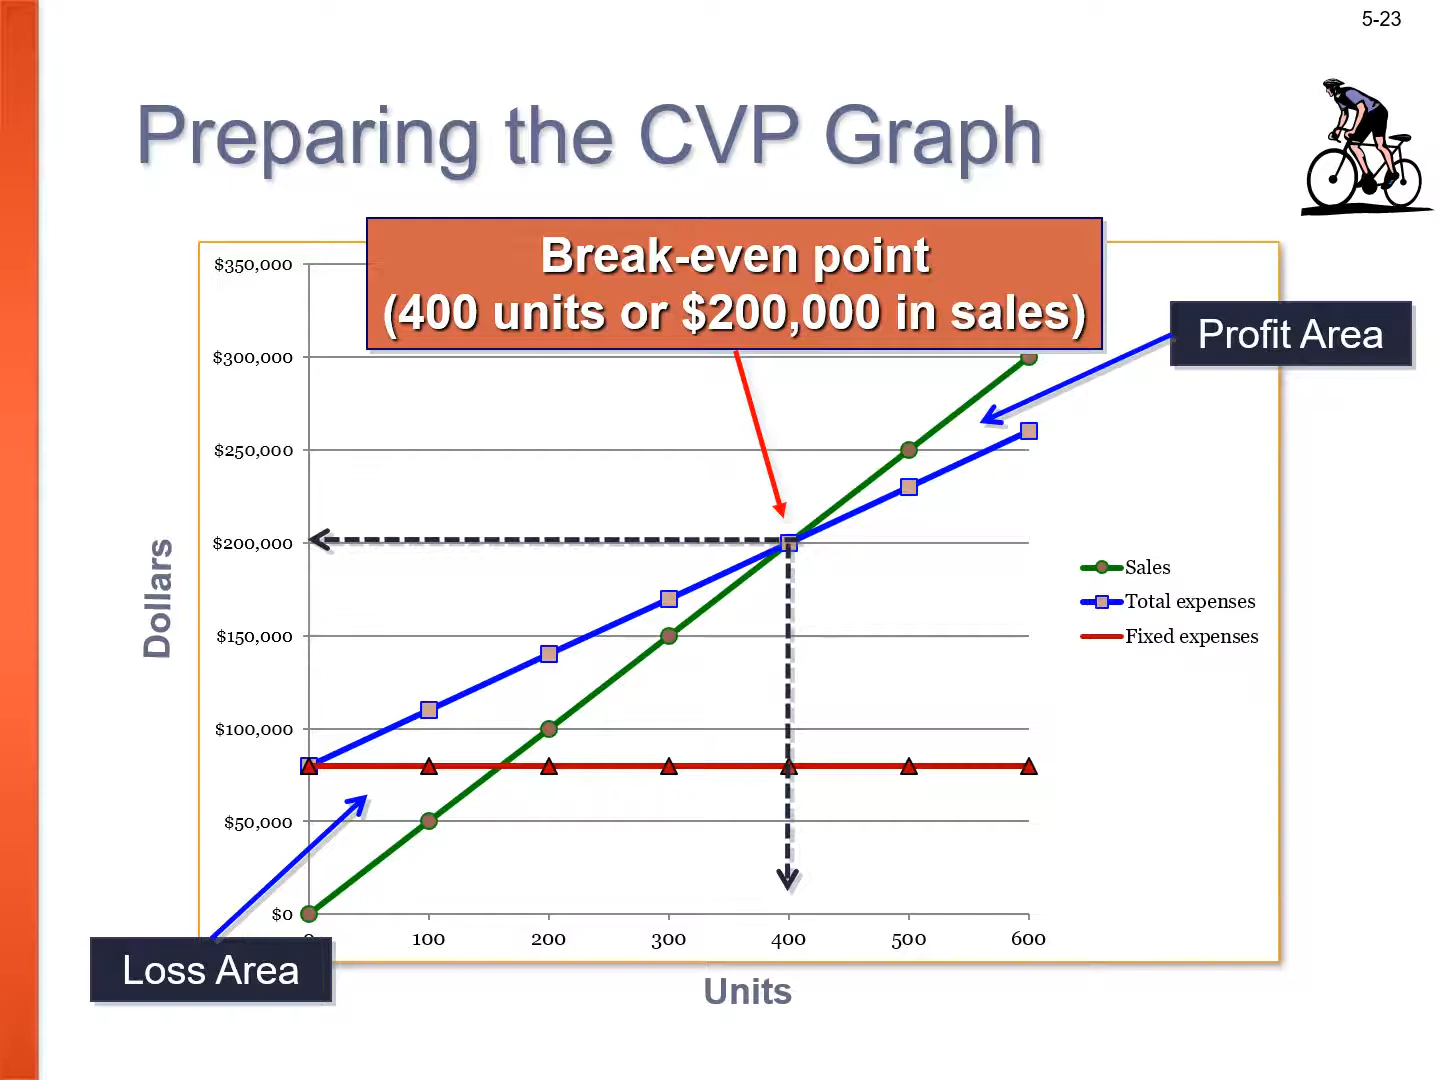 5-23
Preparing the CVP Graph
Break-even point
(400 units or $200,000 in sales)
Profit Area
$350,000
$300,000
$250,000
$200,000
$150,000
$100,000
$50,000
$0
Dollars
Sales
Total expenses
Fixed expenses
100 200 300 400 500 600
Loss Area
Units